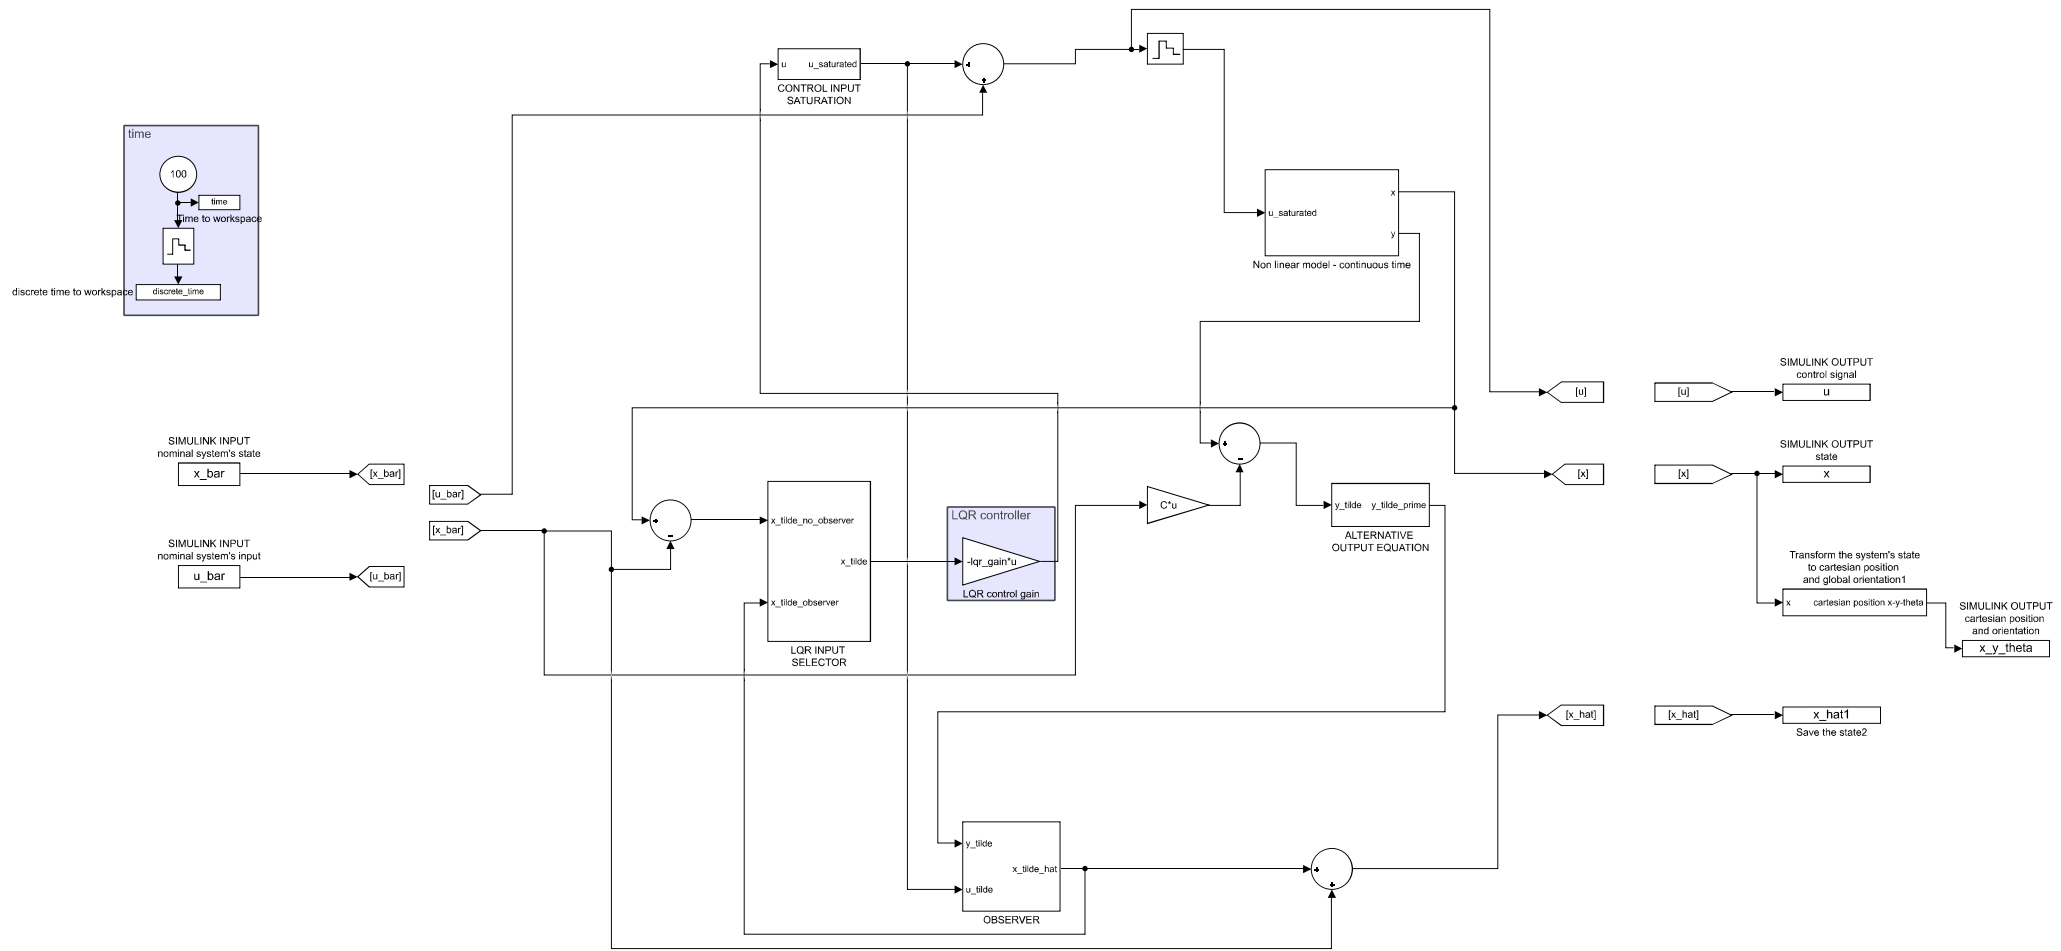 u u_saturated
CONTROL INPUT
SATURATION
+
+
time
100
time
Time to workspace
discrete time to workspace
discrete_time
u_saturated
x
y
Non linear model - continuous time
SIMULINK INPUT
nominal system's state
x_bar
[x_bar]
SIMULINK INPUT
nominal system's input
u_bar
[u_bar]
[u_bar]
[x_bar]
+
-
x_tilde_no_observer
x_tilde
x_tilde_observer
LQR INPUT
SELECTOR
LQR controller
-lqr_gain*u
LQR control gain
C*u
+
-
y_tilde y_tilde_prime
ALTERNATIVE
OUTPUT EQUATION
[u]
[x]
[x_hat]
[u]
SIMULINK OUTPUT
control signal
u
[x]
SIMULINK OUTPUT
state
x
Transform the system's state
to cartesian position
and global orientation1
x cartesian position x-y-theta
SIMULINK OUTPUT
cartesian position
and orientation
x_y_theta
[x_hat]
x_hat1
Save the state2
y_tilde
x_tilde_hat
u_tilde
OBSERVER
+
+